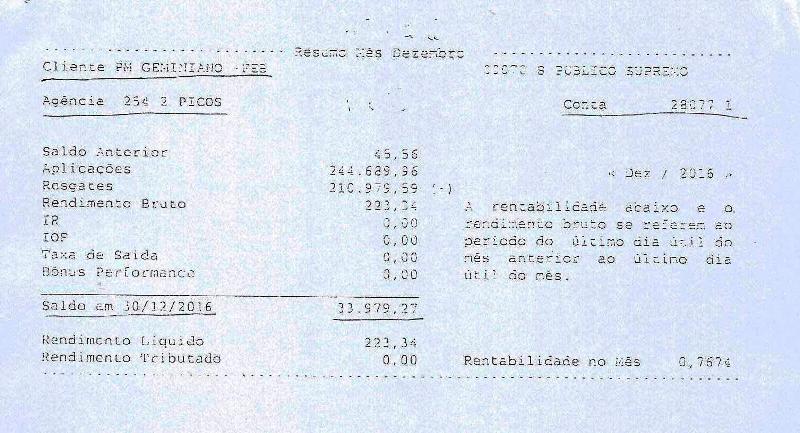 Resumo Mês Dezembro
Cliente PM GEMINIANO -FEB
S PUBLICO SUPREMO
Agência 254 2 PICOS
Conta 28077 1
Saldo Anterior 45,56
Aplicações 244.689,96
Resgates 210.979,59 (-)
Rendimento Bruto 223,34
IR 0,00
IOF 0,00
Taxa de Saída 0,00
Bônus Performance 0,00
< Dez / 2016 >
A rentabilidade abaixo e o
rendimento bruto se referem ao
período do último dia útil do
mês anterior ao último dia
útil do mês.
Saldo em 30/12/2016 33.979,27
Rendimento Líquido 223,34
Rendimento Tributado 0,00
Rentabilidade no Mês 0,7674